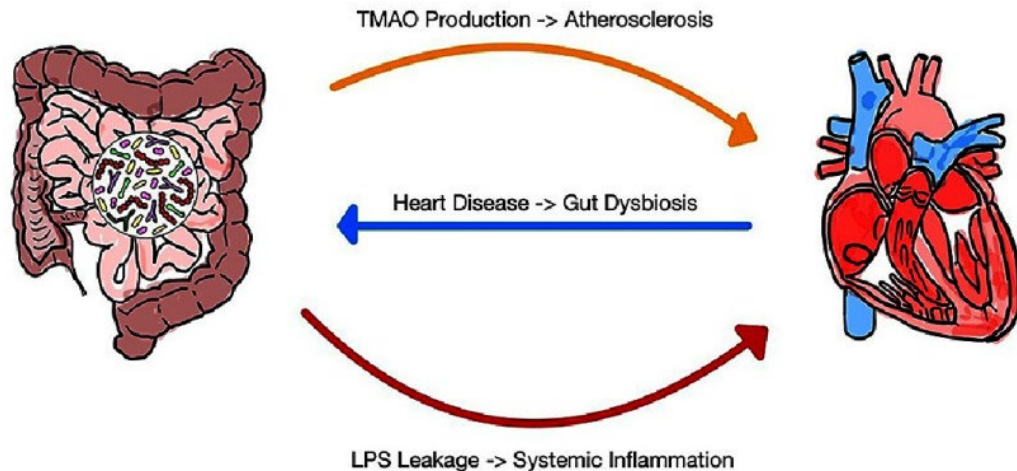 TMAO Production -> Atherosclerosis
Heart Disease -> Gut Dysbiosis
LPS Leakage -> Systemic Inflammation